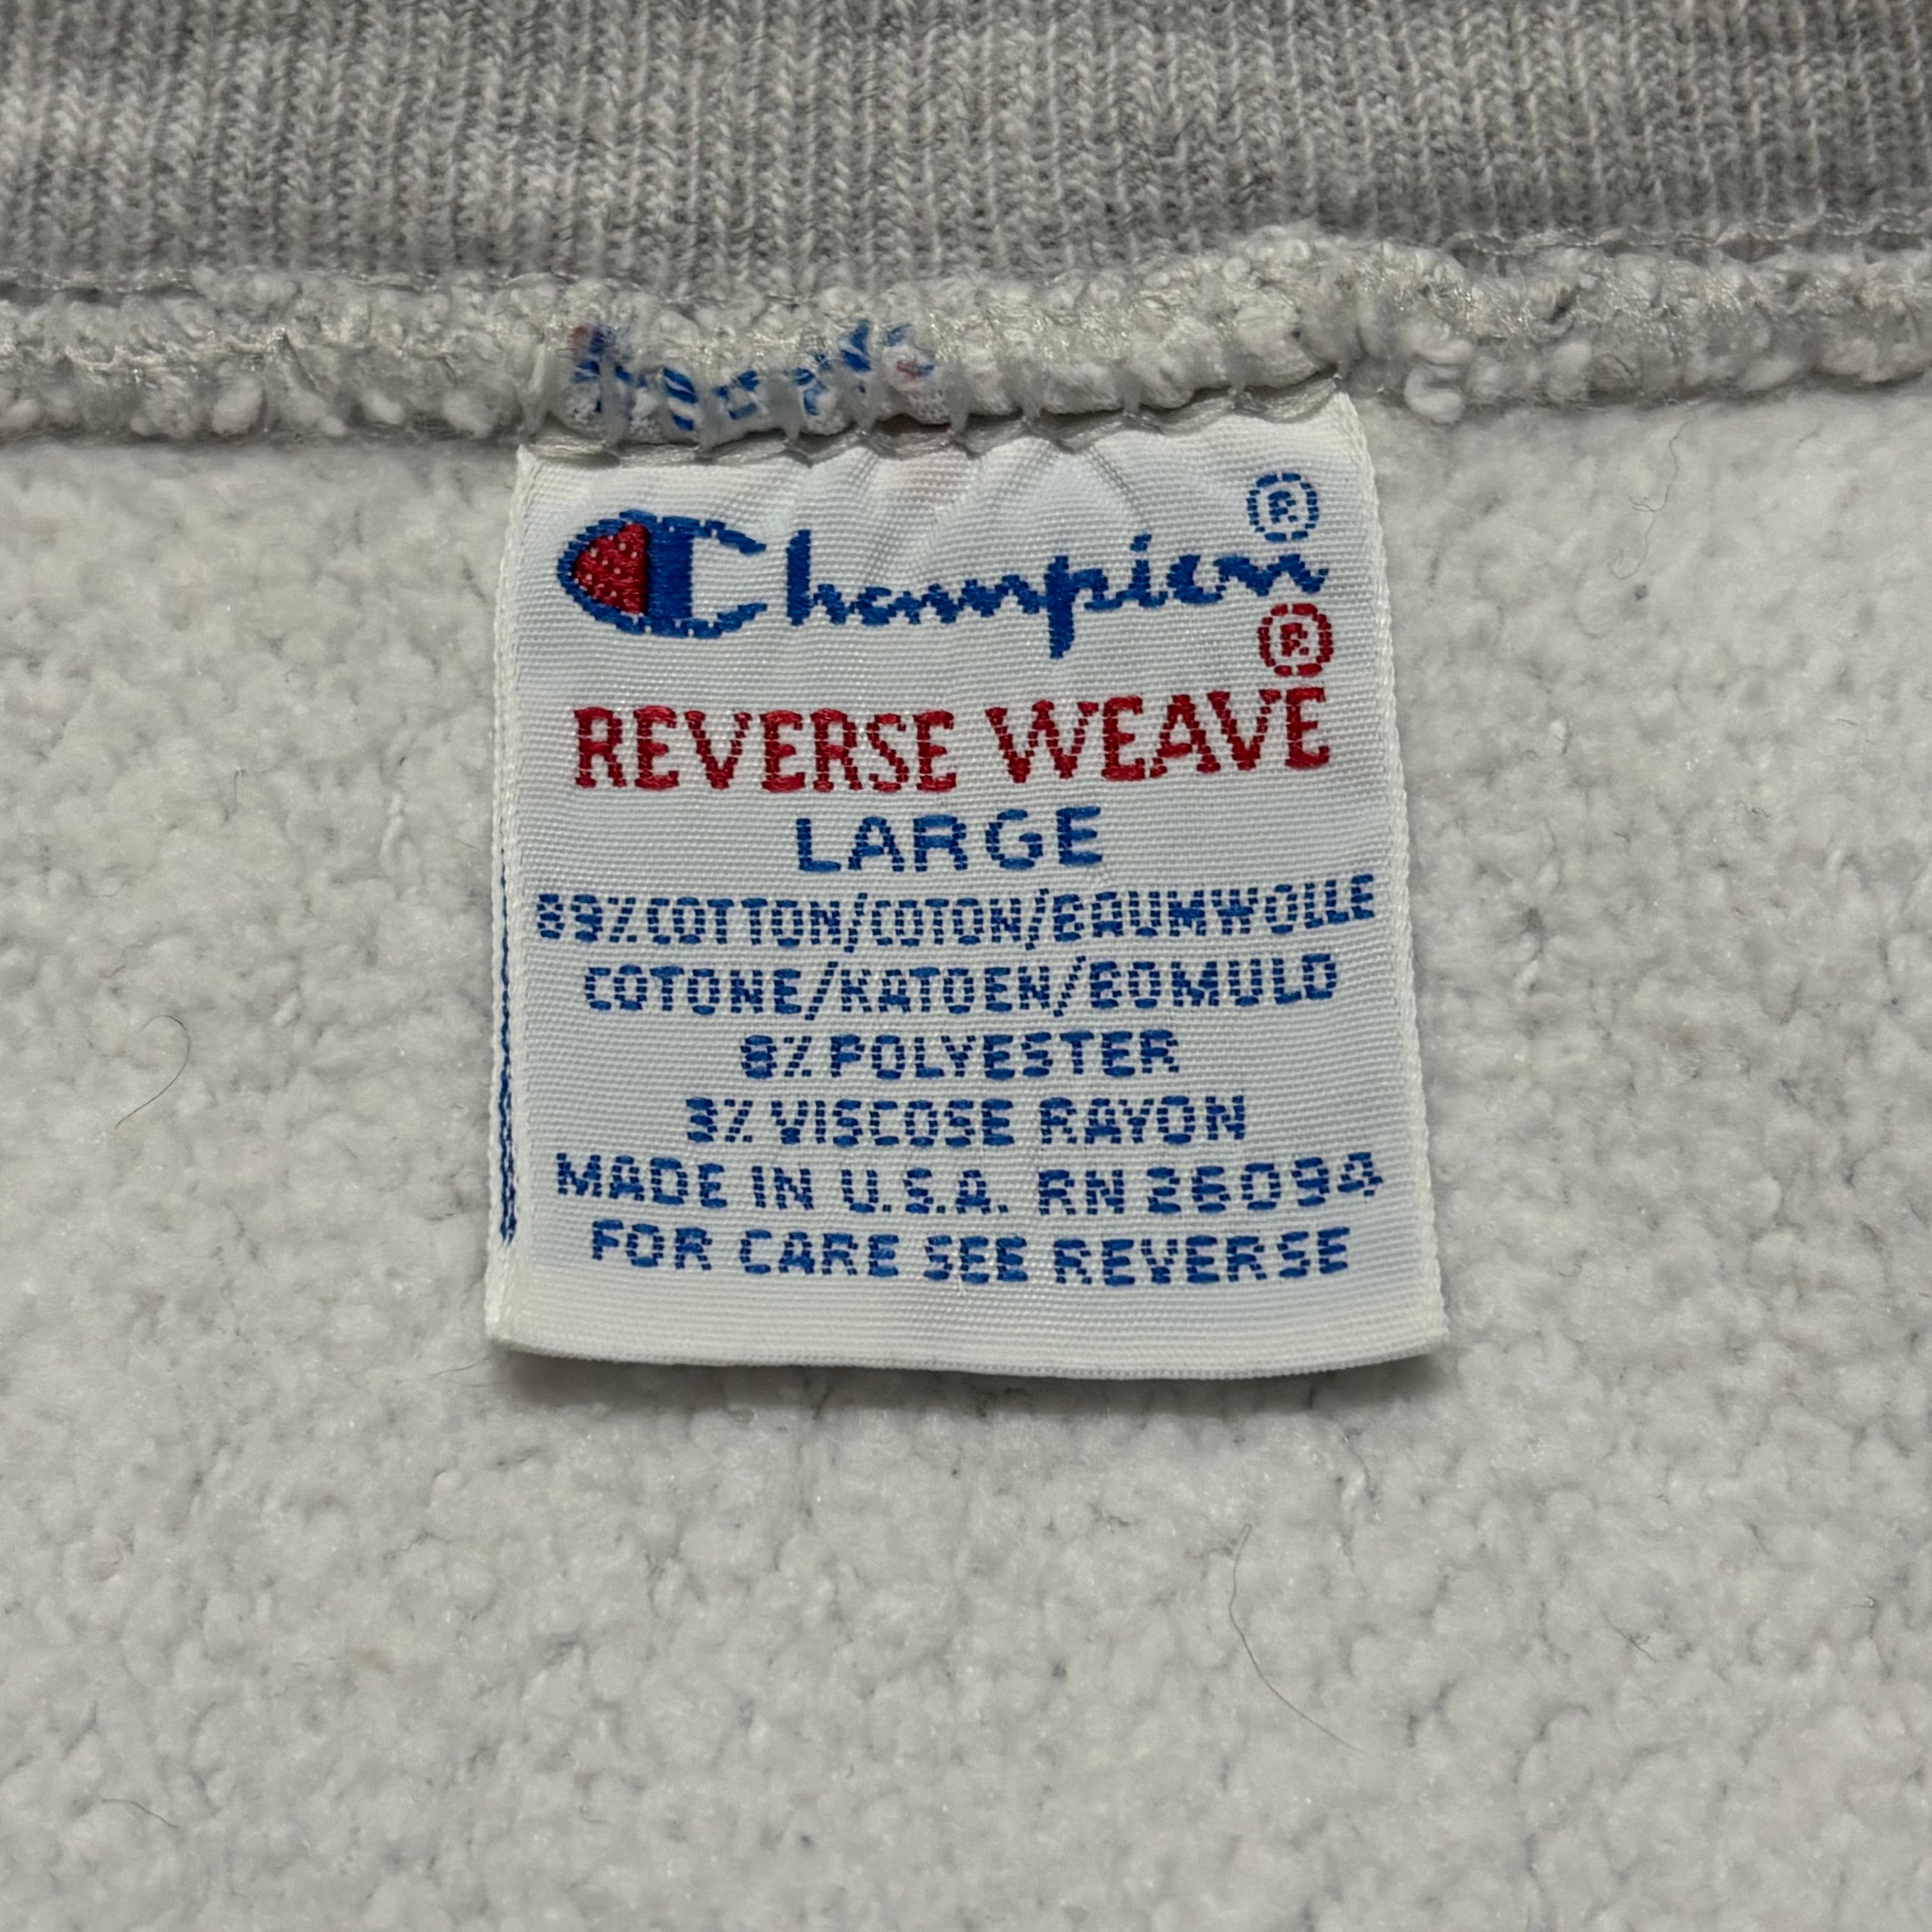 Champion®
REVERSE WEAVE®
LARGE
89% COTTON/COTON/BAUMWOLLE
COTONE/KATOEN/BOMULD
8% POLYESTER
3% VISCOSE RAYON
MADE IN U.S.A. RN 26094
FOR CARE SEE REVERSE